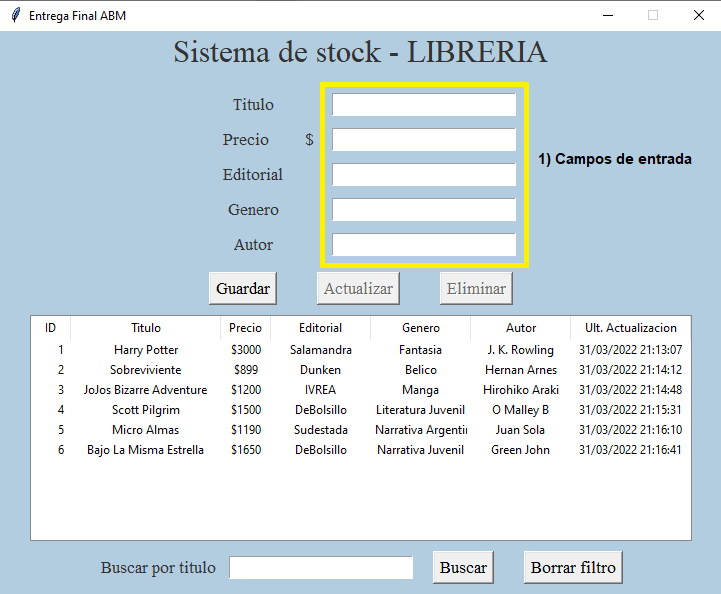 Entrega Final ABM
Sistema de stock - LIBRERIA
Titulo
Precio $
Editorial
Genero
Autor
1) Campos de entrada
Guardar Actualizar Eliminar
ID Titulo Precio Editorial Genero Autor Ult. Actualizacion
1 Harry Potter $3000 Salamandra Fantasia J. K. Rowling 31/03/2022 21:13:07
2 Sobreviviente $899 Dunken Belico Hernan Arnes 31/03/2022 21:14:12
3 JoJos Bizarre Adventure $1200 IVREA Manga Hirohiko Araki 31/03/2022 21:14:48
4 Scott Pilgrim $1500 DeBolsillo Literatura Juvenil O Malley B 31/03/2022 21:15:31
5 Micro Almas $1190 Sudestada Narrativa Argentin Juan Sola 31/03/2022 21:16:10
6 Bajo La Misma Estrella $1650 DeBolsillo Narrativa Juvenil Green John 31/03/2022 21:16:41
Buscar por titulo Buscar Borrar filtro